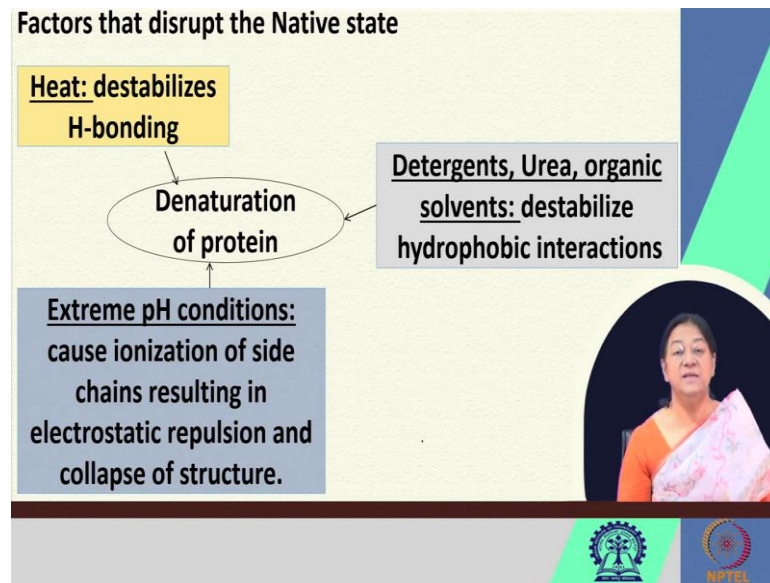 Factors that disrupt the Native state
Heat: destabilizes
H-bonding
Denaturation
of protein
Detergents, Urea, organic
solvents: destabilize
hydrophobic interactions
Extreme pH conditions:
cause ionization of side
chains resulting in
electrostatic repulsion and
collapse of structure.
NPTEL